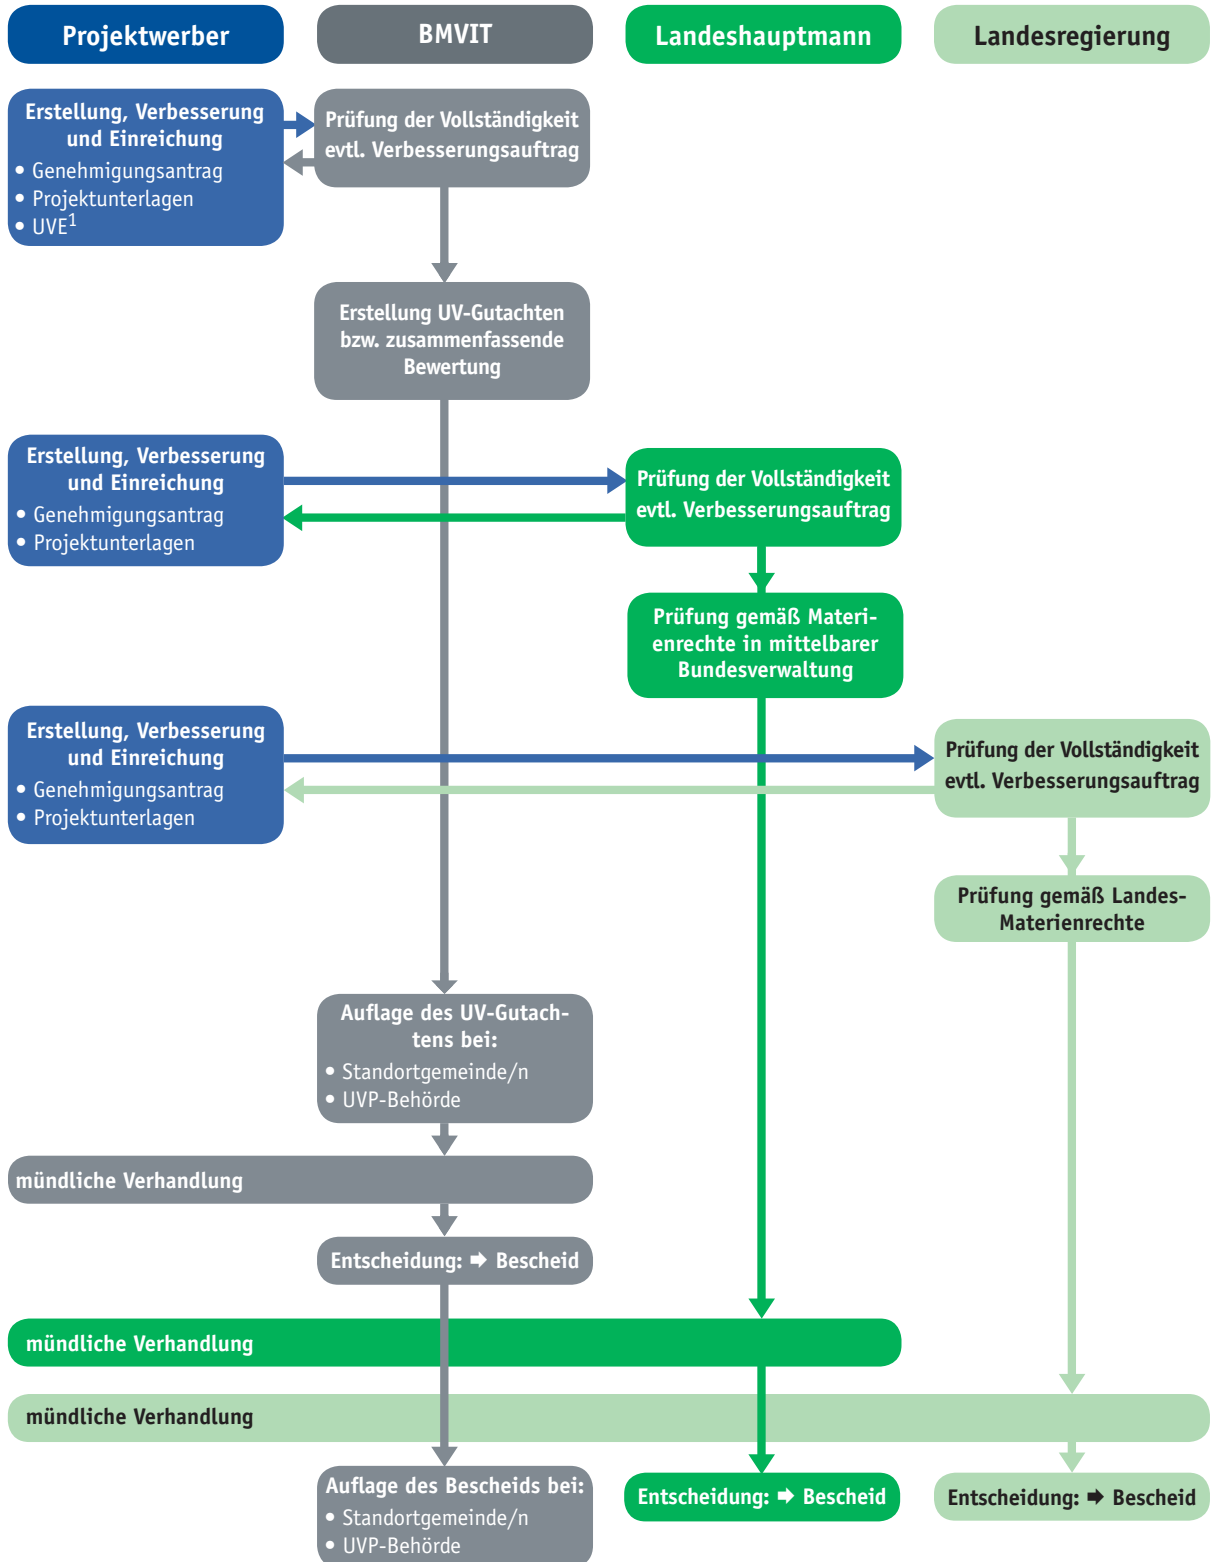 Projektwerber
BMVIT
Landeshauptmann
Landesregierung
Erstellung, Verbesserung
und Einreichung
• Genehmigungsantrag
• Projektunterlagen
• UVE¹
Prüfung der Vollständigkeit
evtl. Verbesserungsauftrag
Erstellung UV-Gutachten
bzw. zusammenfassende
Bewertung
Erstellung, Verbesserung
und Einreichung
• Genehmigungsantrag
• Projektunterlagen
Prüfung der Vollständigkeit
evtl. Verbesserungsauftrag
Prüfung gemäß Materi-
enrechte in mittelbarer
Bundesverwaltung
Erstellung, Verbesserung
und Einreichung
• Genehmigungsantrag
• Projektunterlagen
Prüfung der Vollständigkeit
evtl. Verbesserungsauftrag
Prüfung gemäß Landes-
Materienrechte
Auflage des UV-Gutach-
tens bei:
• Standortgemeinde/n
• UVP-Behörde
mündliche Verhandlung
Entscheidung: ➡ Bescheid
mündliche Verhandlung
mündliche Verhandlung
Auflage des Bescheids bei:
• Standortgemeinde/n
• UVP-Behörde
Entscheidung: ➡ Bescheid
Entscheidung: ➡ Bescheid